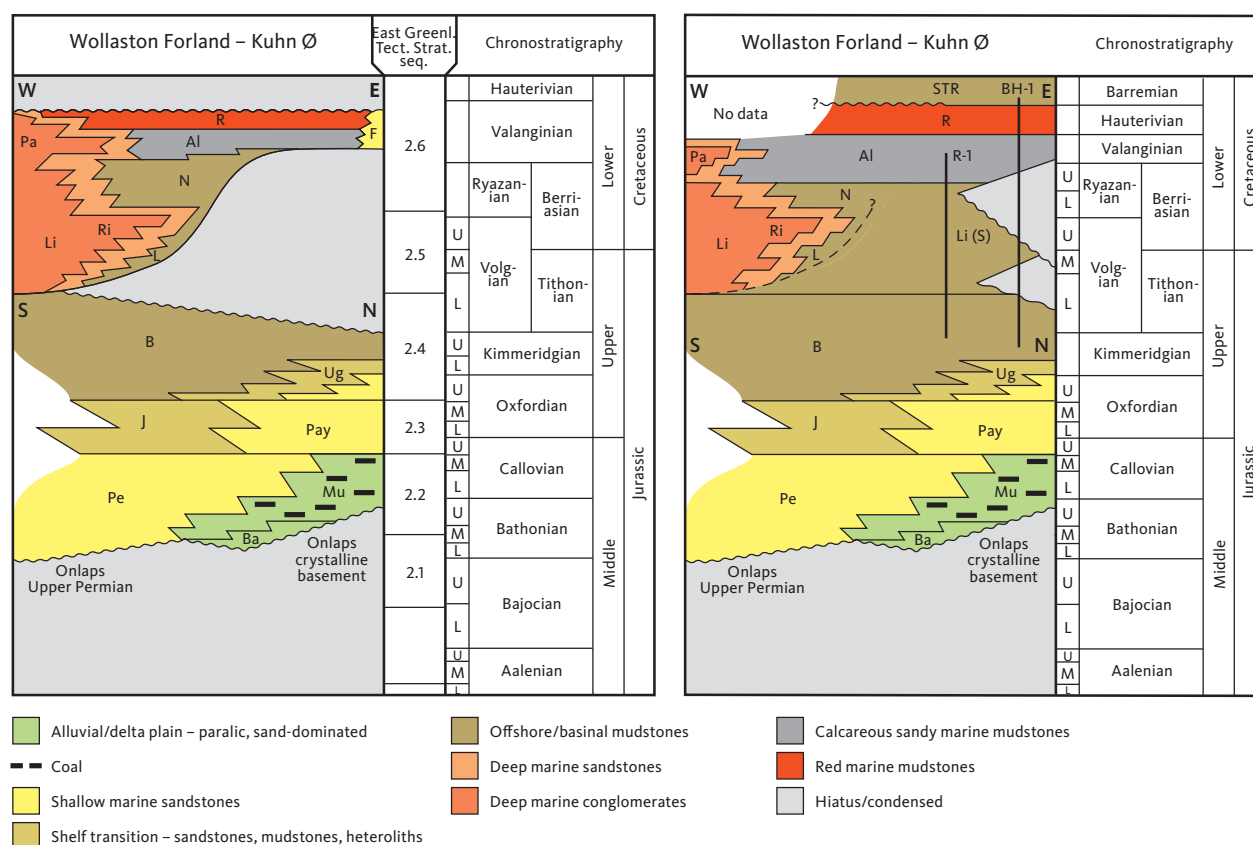 Wollaston Forland – Kuhn Ø
East Greenl.
Tect. Strat.
seq.
Chronostratigraphy
W
E
R
F
Pa
Al
N
Ri
Li
L
S
N
B
Ug
J
Pay
Pe
Mu
Ba
Onlaps
crystalline
basement
Onlaps
Upper Permian
2.6
2.5
2.4
2.3
2.2
2.1
Hauterivian
Valanginian
Ryazan-
ian
Berri-
asian
U
M
L
Volg-
ian
Tithon-
ian
U
L
Kimmeridgian
U
M
L
Oxfordian
U
M
L
Callovian
U
M
L
Bathonian
U
L
Bajocian
U
M
L
Aalenian
Lower
Upper
Middle
Cretaceous
Jurassic
Wollaston Forland – Kuhn Ø
Chronostratigraphy
W
STR
BH-1
E
No data
?
R
Pa
Al
R-1
N
?
Li
Ri
L
Li (S)
S
N
B
Ug
J
Pay
Pe
Mu
Ba
Onlaps
crystalline
basement
Onlaps
Upper Permian
Barremian
Hauterivian
Valanginian
U
L
Ryazan-
ian
Berri-
asian
U
M
L
Volg-
ian
Tithon-
ian
Kimmeridgian
U
M
L
Oxfordian
U
M
L
Callovian
U
M
L
Bathonian
U
L
Bajocian
U
M
L
Aalenian
Lower
Upper
Middle
Cretaceous
Jurassic
Alluvial/delta plain – paralic, sand-dominated
Coal
Shallow marine sandstones
Shelf transition – sandstones, mudstones, heteroliths
Offshore/basinal mudstones
Deep marine sandstones
Deep marine conglomerates
Calcareous sandy marine mudstones
Red marine mudstones
Hiatus/condensed